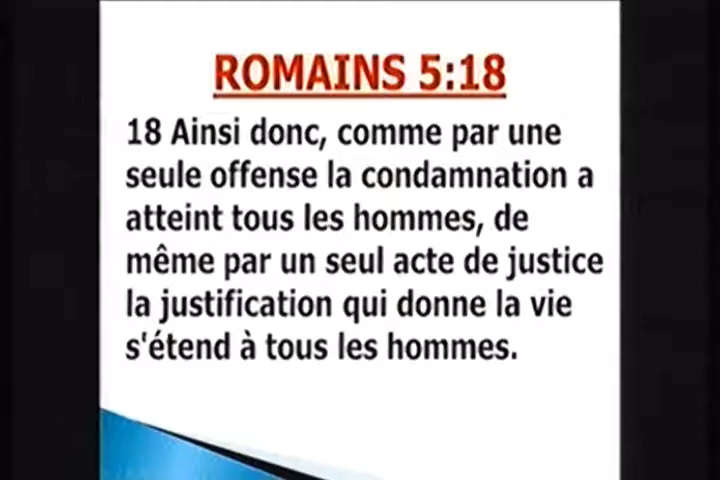 ROMAINS 5:18
18 Ainsi donc, comme par une
seule offense la condamnation a
atteint tous les hommes, de
même par un seul acte de justice
la justification qui donne la vie
s'étend à tous les hommes.